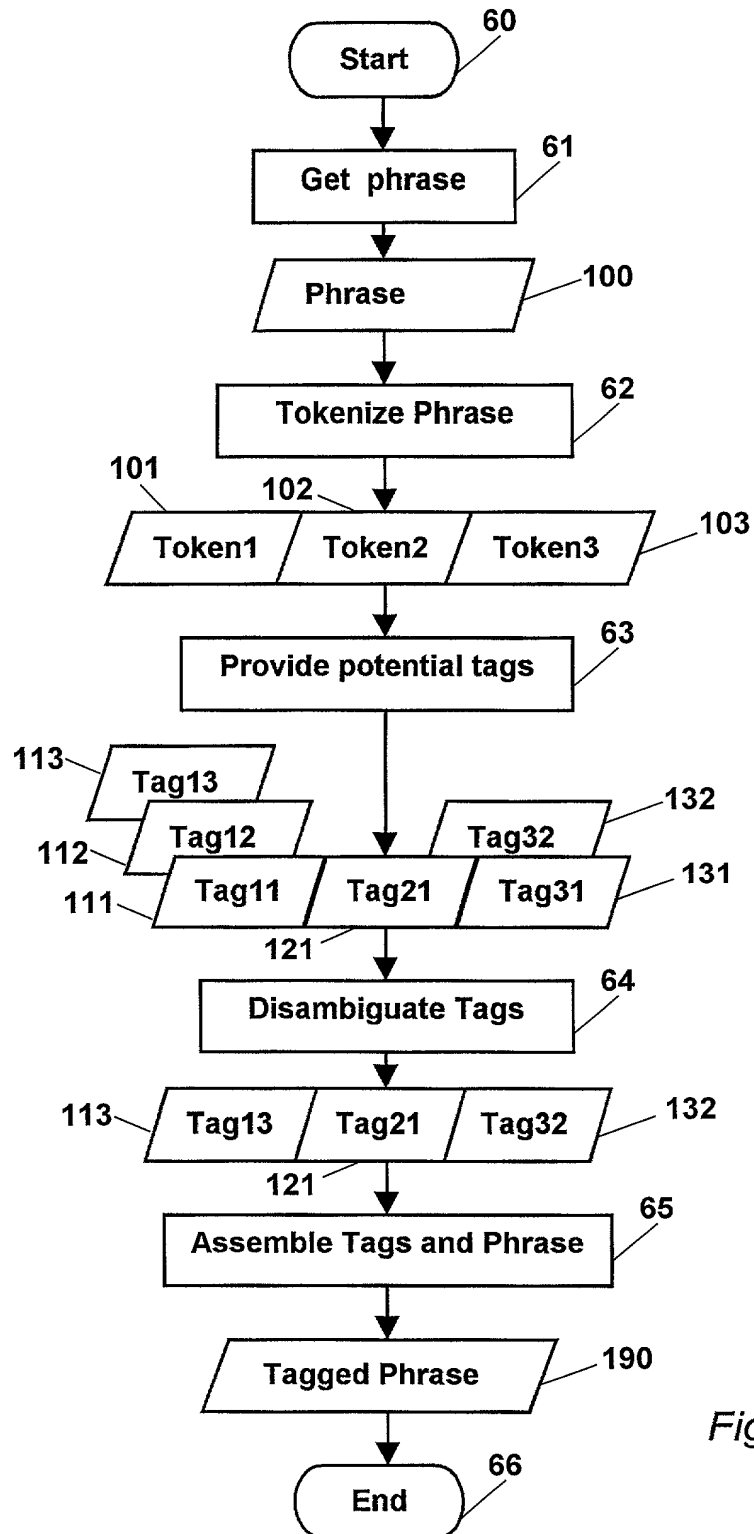 60
Start
61
Get phrase
Phrase
100
62
Tokenize Phrase
101
102
Token1 Token2 Token3
103
63
Provide potential tags
113
Tag13
132
Tag12 Tag32
112
Tag11 Tag21 Tag31
131
111
121
64
Disambiguate Tags
113
Tag13 Tag21 Tag32
132
121
65
Assemble Tags and Phrase
Tagged Phrase
190
Fig
66
End